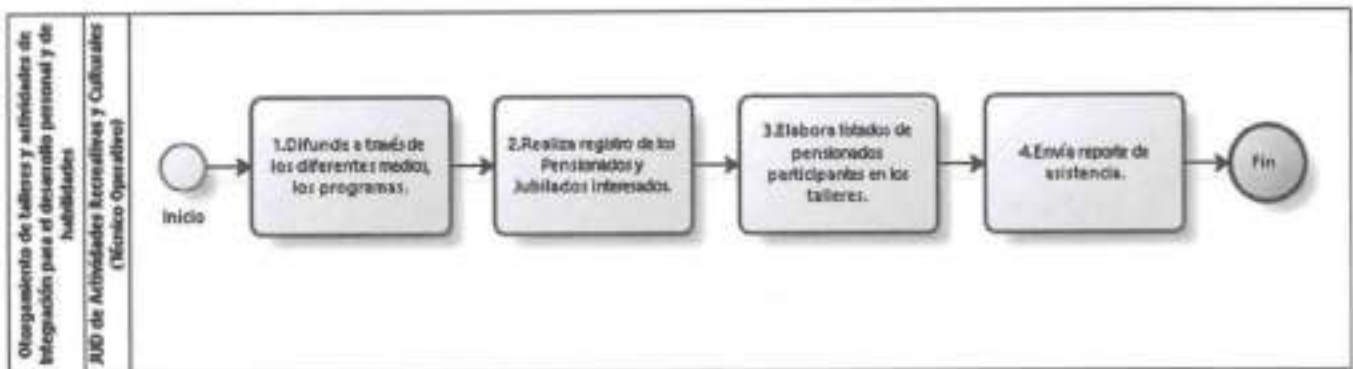 Otorgamiento de talleres y actividades de
Integración para el desarrollo personal y de
habilidades
JUD de Actividades Recreativas y Culturales
(Técnico Operativo)
Inicio
1.Difunde a través de
los diferentes medios,
los programas.
2.Realiza registro de los
Pensionados y
Jubilados Interesados.
3.Elabora listados de
pensionados
participantes en los
talleres.
4.Envía reporte de
asistencia.
Fin